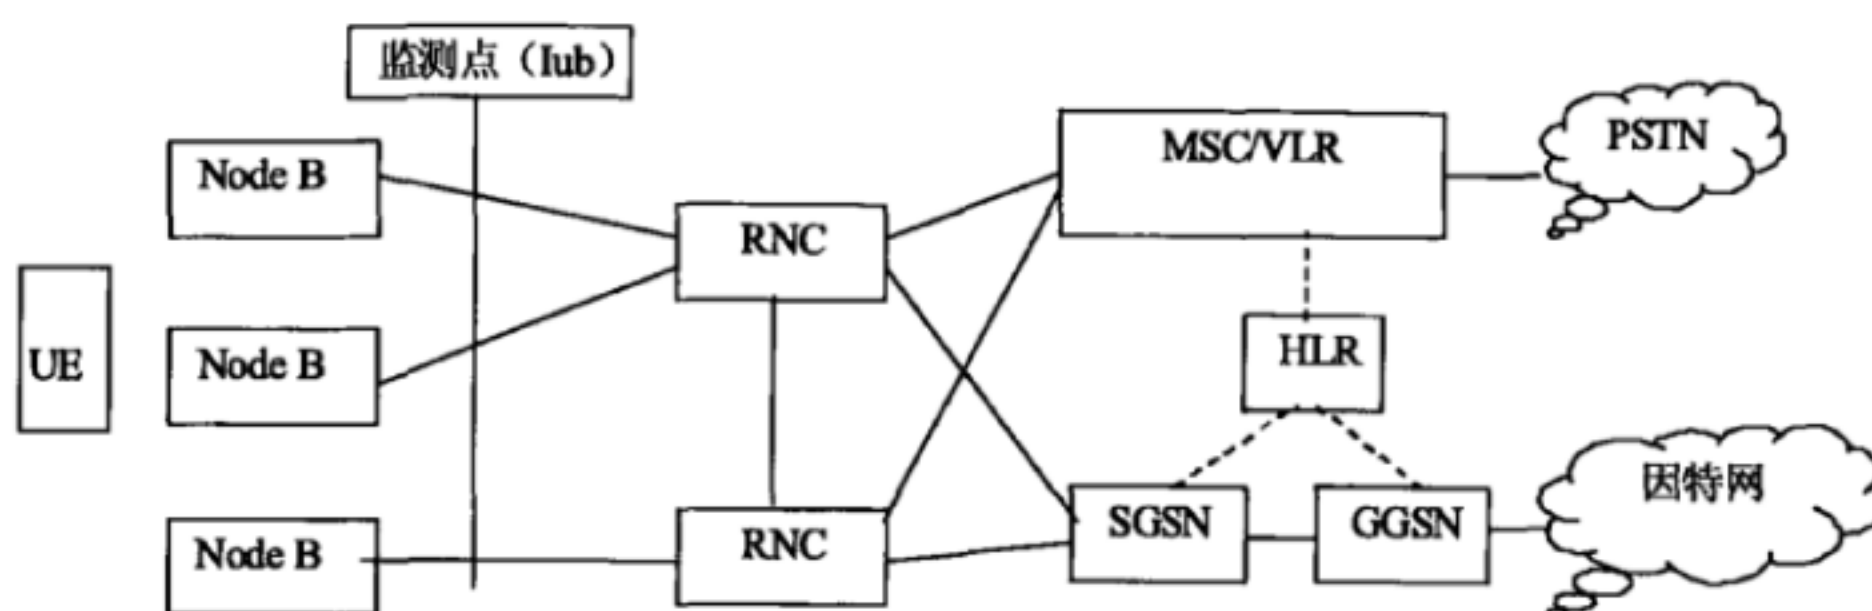 监测点（Iub）
Node B
MSC/VLR
PSTN
RNC
UE
Node B
HLR
Node B
RNC
SGSN
GGSN
因特网